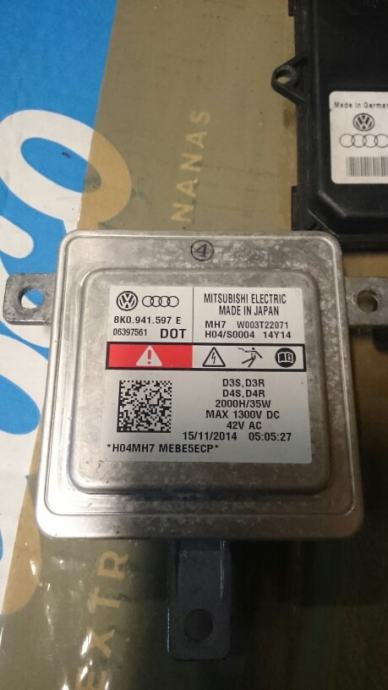 NANAS
Made in German
4
MITSUBISHI ELECTRIC
MADE IN JAPAN
8K0.941.597 E
06397561 DOT
MH7 W003T22071
H04/S0004 14Y14
D3S,D3R
D4S,D4R
2000H/35W
MAX 1300V DC
42V AC
15/11/2014 05:05:27
*H04MH7 MEBE5ECP*
EXTR